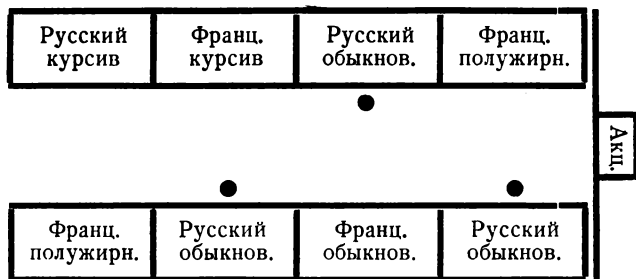 Русский
курсив
Франц.
курсив
Русский
обыкнов.
Франц.
полужирн.
Акц.
Франц.
полужирн.
Русский
обыкнов.
Франц.
обыкнов.
Русский
обыкнов.